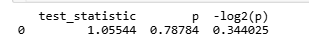 test_statistic p -log2(p)
0 1.05544 0.78784 0.344025